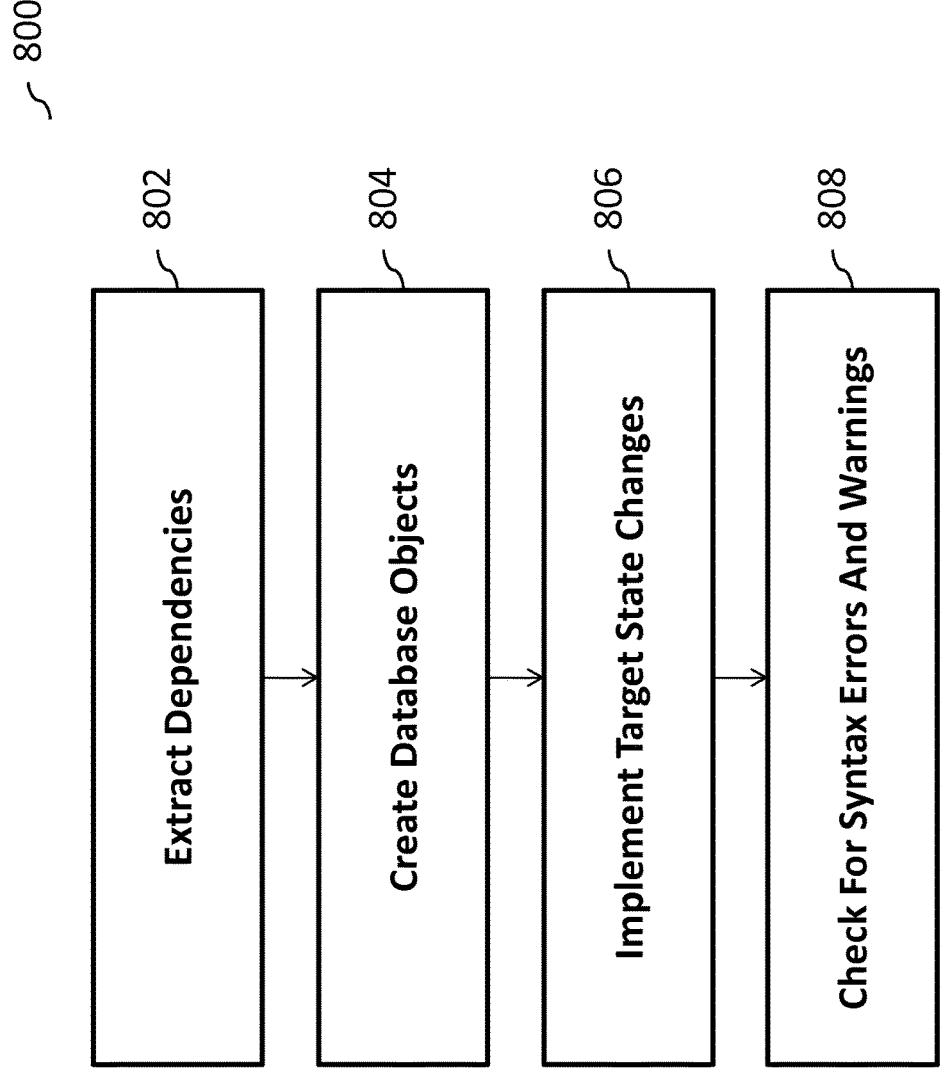 800
802
Extract Dependencies
804
Create Database Objects
806
Implement Target State Changes
808
Check For Syntax Errors And Warnings